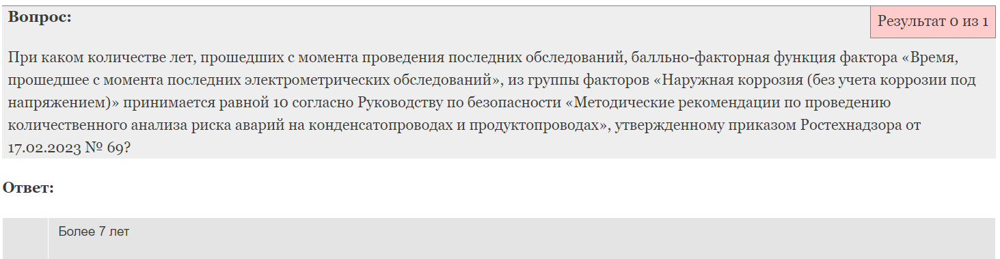 Вопрос:
Результат 0 из 1
При каком количестве лет, прошедших с момента проведения последних обследований, балльно-факторная функция фактора «Время,
прошедшее с момента последних электрометрических обследований», из группы факторов «Наружная коррозия (без учета коррозии под
напряжением)» принимается равной 10 согласно Руководству по безопасности «Методические рекомендации по проведению
количественного анализа риска аварий на конденсатопроводах и продуктопроводах», утвержденному приказом Ростехнадзора от
17.02.2023 № 69?
Ответ:
Более 7 лет